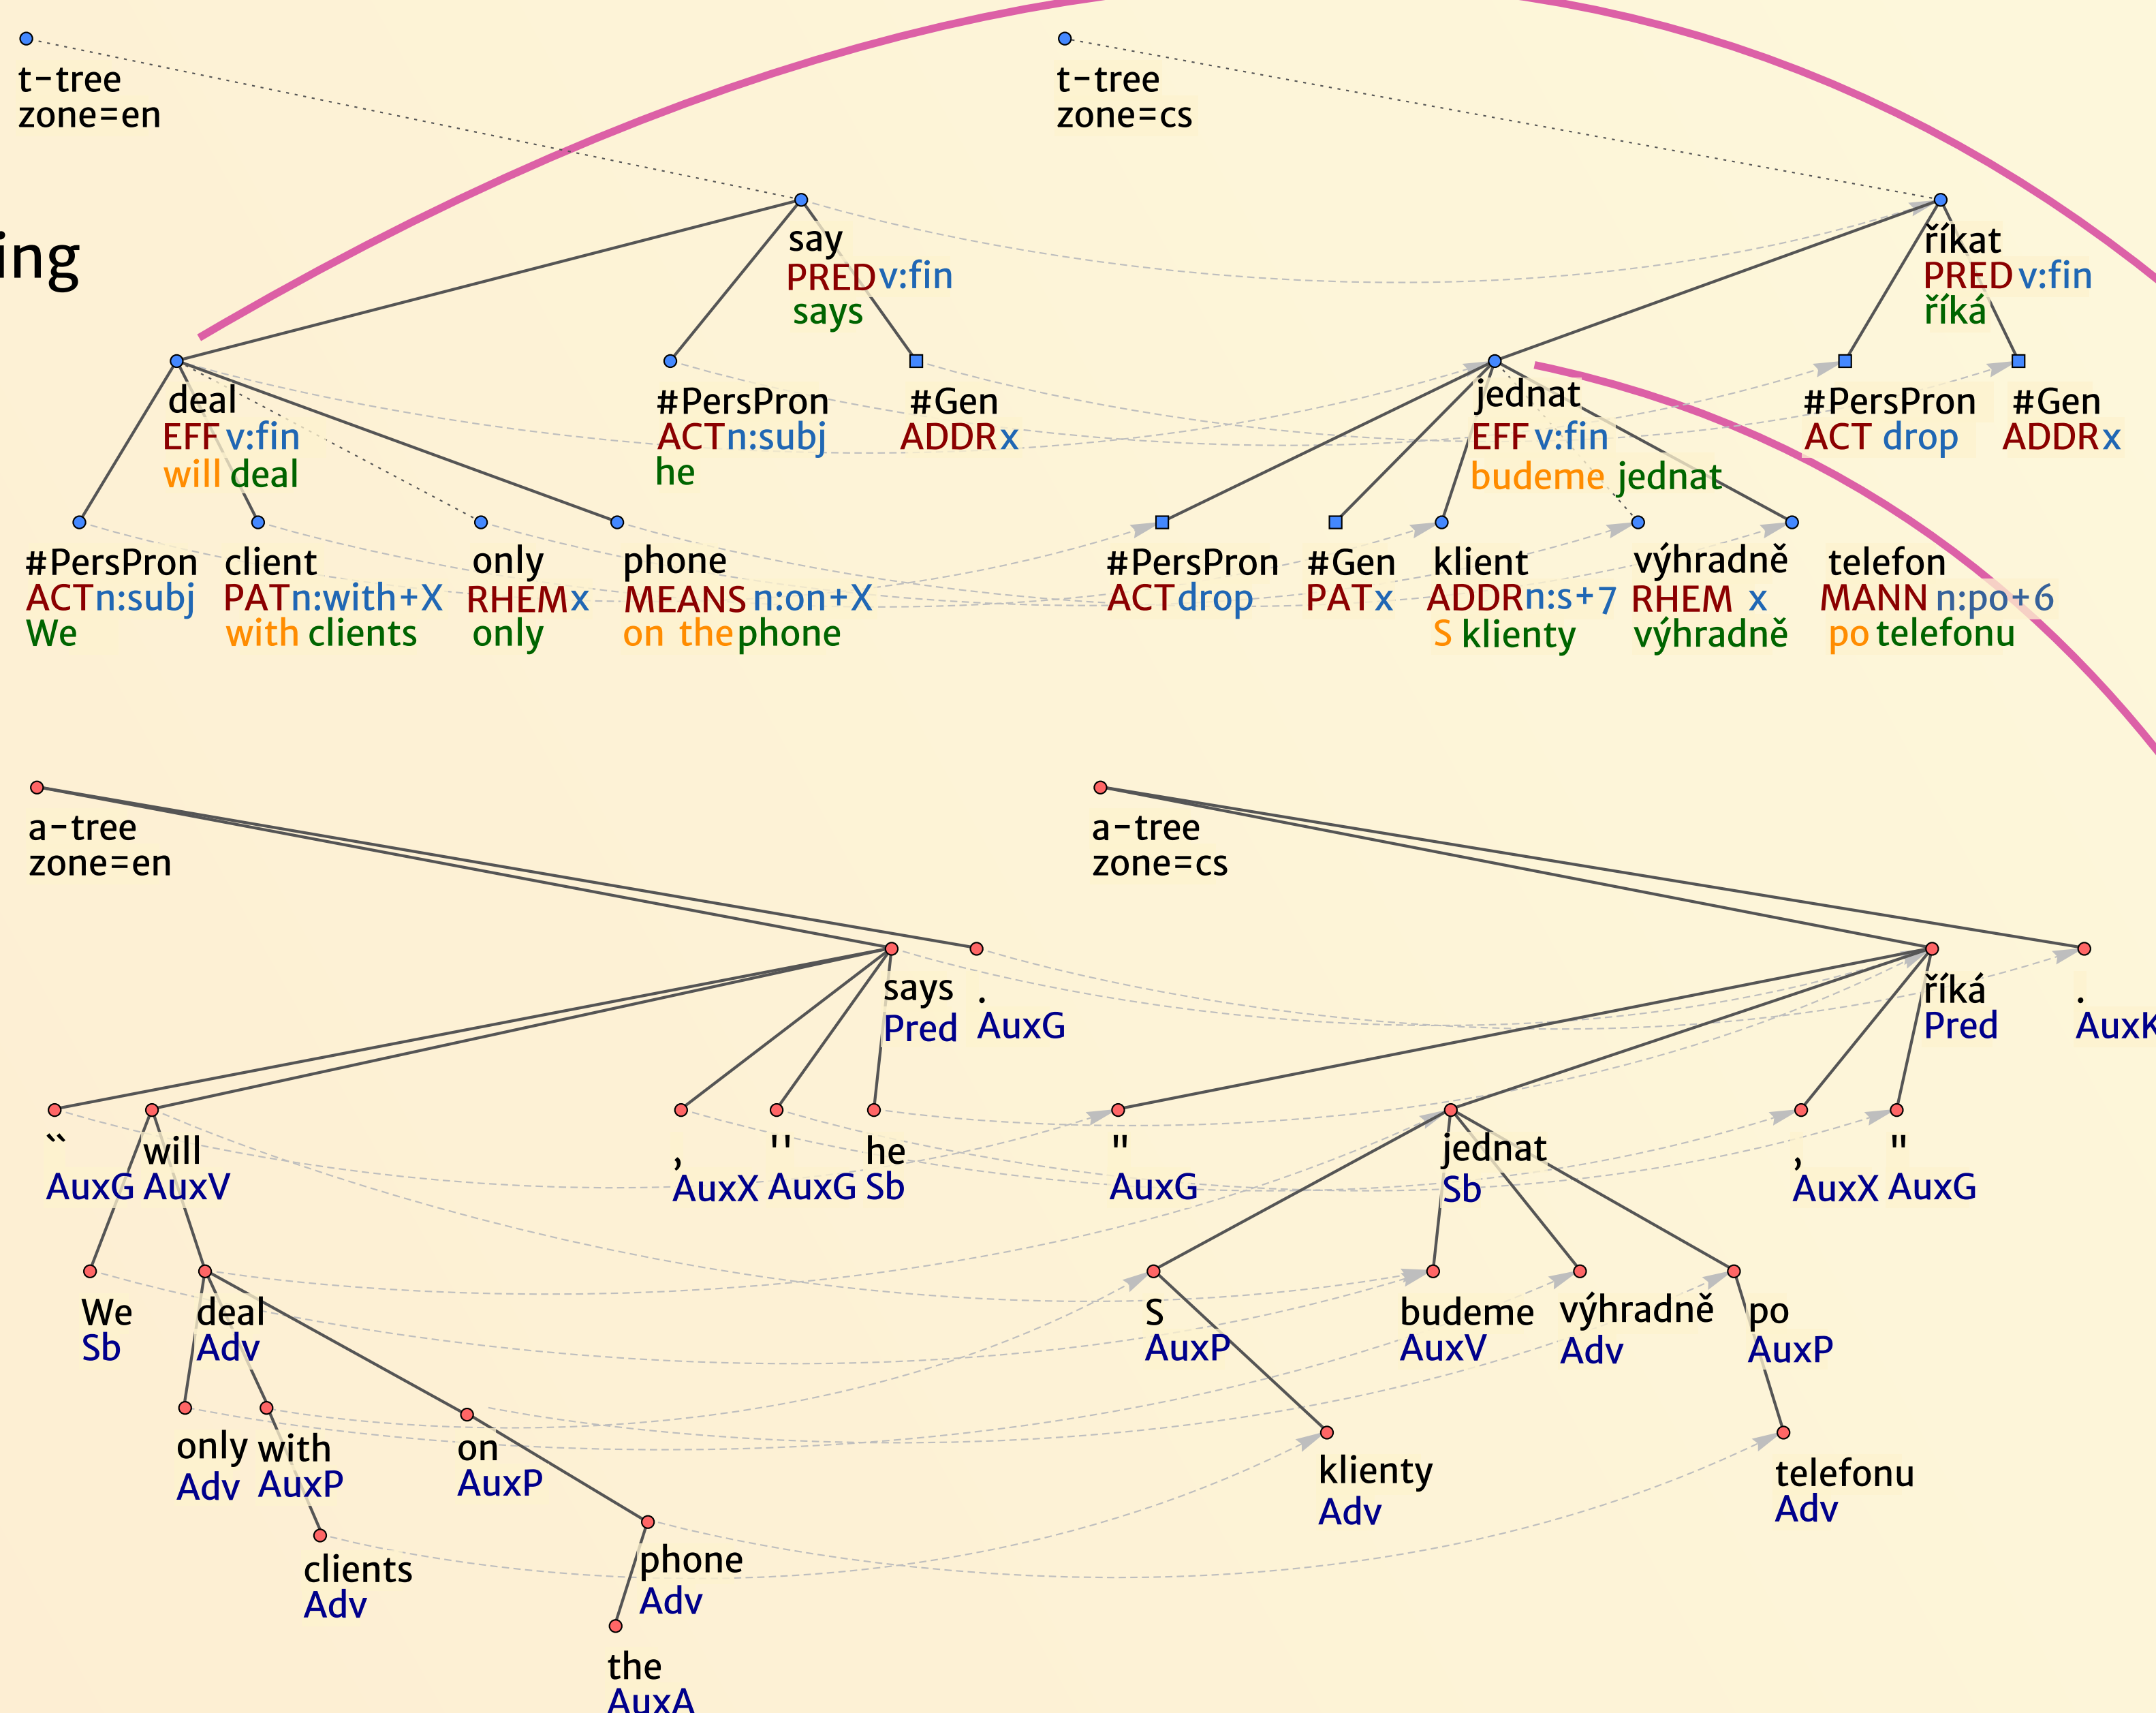 t-tree
zone=en
t-tree
zone=cs
ing
say
PRED v:fin
says
říkat
PRED v:fin
říká
deal
EFF v:fin
will deal
#PersPron
ACT n:subj
he
#Gen
ADDR x
jednat
EFF v:fin
budeme jednat
#PersPron
ACT drop
#Gen
ADDR x
#PersPron
ACT n:subj
We
client
PAT n:with+X
with clients
only
RHEM x
only
phone
MEANS n:on+X
on the phone
#PersPron
ACT drop
#Gen
PAT x
klient
ADDR n:s+7
S klienty
výhradně
RHEM x
výhradně
telefon
MANN n:po+6
po telefonu
a-tree
zone=en
a-tree
zone=cs
says
Pred
.
AuxG
říká
Pred
.
AuxK
``
AuxG
will
AuxV
,
AuxX
''
AuxG
he
Sb
"
AuxG
jednat
Sb
,
AuxX
"
AuxG
We
Sb
deal
Adv
S
AuxP
budeme
AuxV
výhradně
Adv
po
AuxP
only
Adv
with
AuxP
on
AuxP
klienty
Adv
telefonu
Adv
clients
Adv
phone
Adv
the
AuxA